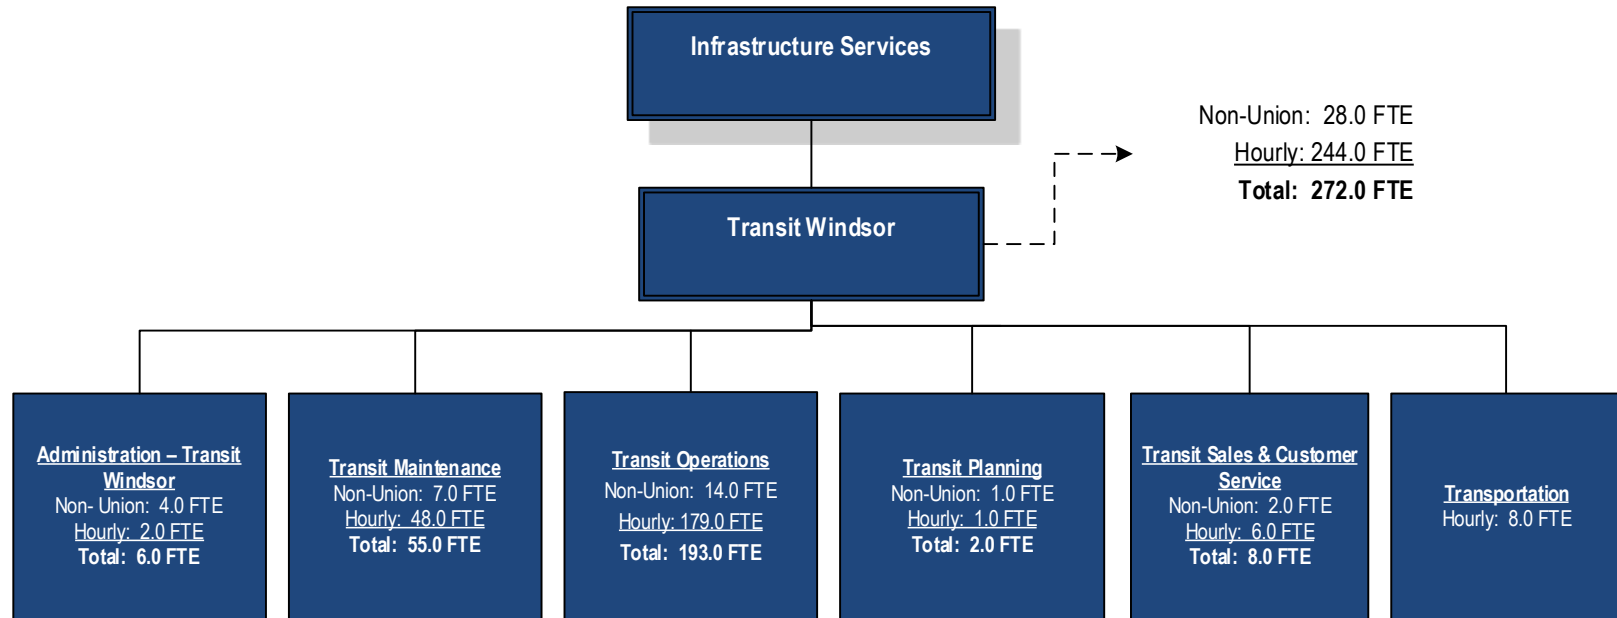 Infrastructure Services
Non-Union: 28.0 FTE
Hourly: 244.0 FTE
Total: 272.0 FTE
Transit Windsor
Administration – Transit
Windsor
Non- Union: 4.0 FTE
Hourly: 2.0 FTE
Total: 6.0 FTE
Transit Maintenance
Non-Union: 7.0 FTE
Hourly: 48.0 FTE
Total: 55.0 FTE
Transit Operations
Non-Union: 14.0 FTE
Hourly: 179.0 FTE
Total: 193.0 FTE
Transit Planning
Non-Union: 1.0 FTE
Hourly: 1.0 FTE
Total: 2.0 FTE
Transit Sales & Customer
Service
Non-Union: 2.0 FTE
Hourly: 6.0 FTE
Total: 8.0 FTE
Transportation
Hourly: 8.0 FTE